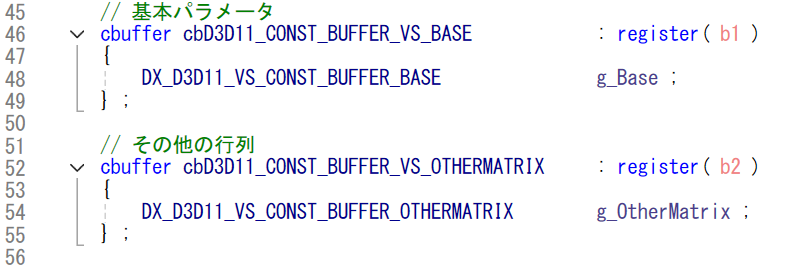 45 // 基本パラメータ
46 cbuffer cbD3D11_CONST_BUFFER_VS_BASE : register( b1 )
47 {
48 DX_D3D11_VS_CONST_BUFFER_BASE g_Base ;
49 } ;
50
51 // その他の行列
52 cbuffer cbD3D11_CONST_BUFFER_VS_OTHERMATRIX : register( b2 )
53 {
54 DX_D3D11_VS_CONST_BUFFER_OTHERMATRIX g_OtherMatrix ;
55 } ;
56